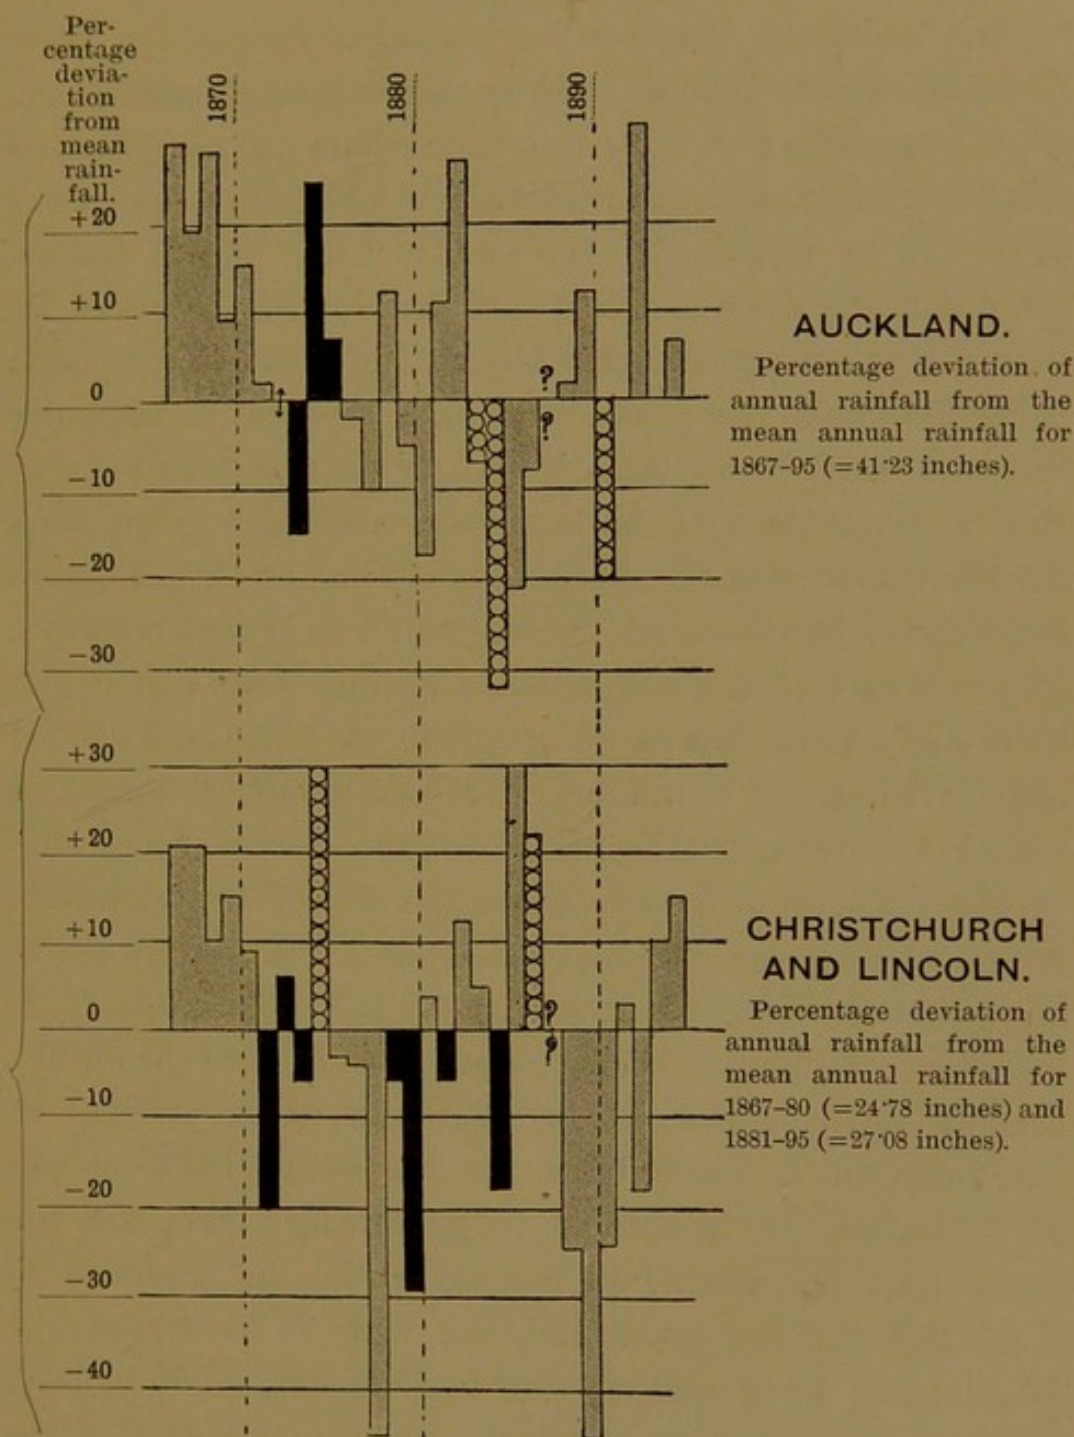 Per-
centage
devia-
tion
from
mean
rain-
fall.
1870
1880
1890
+20
+10
0
−10
−20
−30
?
?
AUCKLAND.
Percentage deviation of
annual rainfall from the
mean annual rainfall for
1867–95 (=41·23 inches).
+30
+20
+10
0
−10
−20
−30
−40
?
?
CHRISTCHURCH
AND LINCOLN.
Percentage deviation of
annual rainfall from the
mean annual rainfall for
1867–80 (=24·78 inches) and
1881–95 (=27·08 inches).